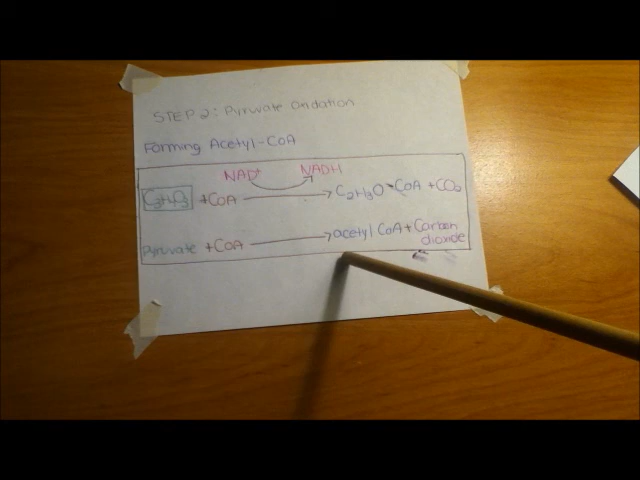 STEP 2: Pyruvate Oxidation
Forming Acetyl-CoA
NAD+ NADH
C3H3O3 + CoA → C2H3O-CoA + CO2
Pyruvate + CoA → acetyl CoA + Carbon
dioxide